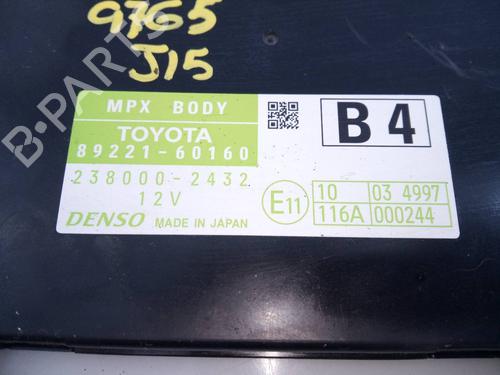 9765
J15
B-PARTS
MPX BODY
TOYOTA
89221-60160
238000-2432
12V
DENSO MADE IN JAPAN
B4
E11
10 03 4997
116A 000244